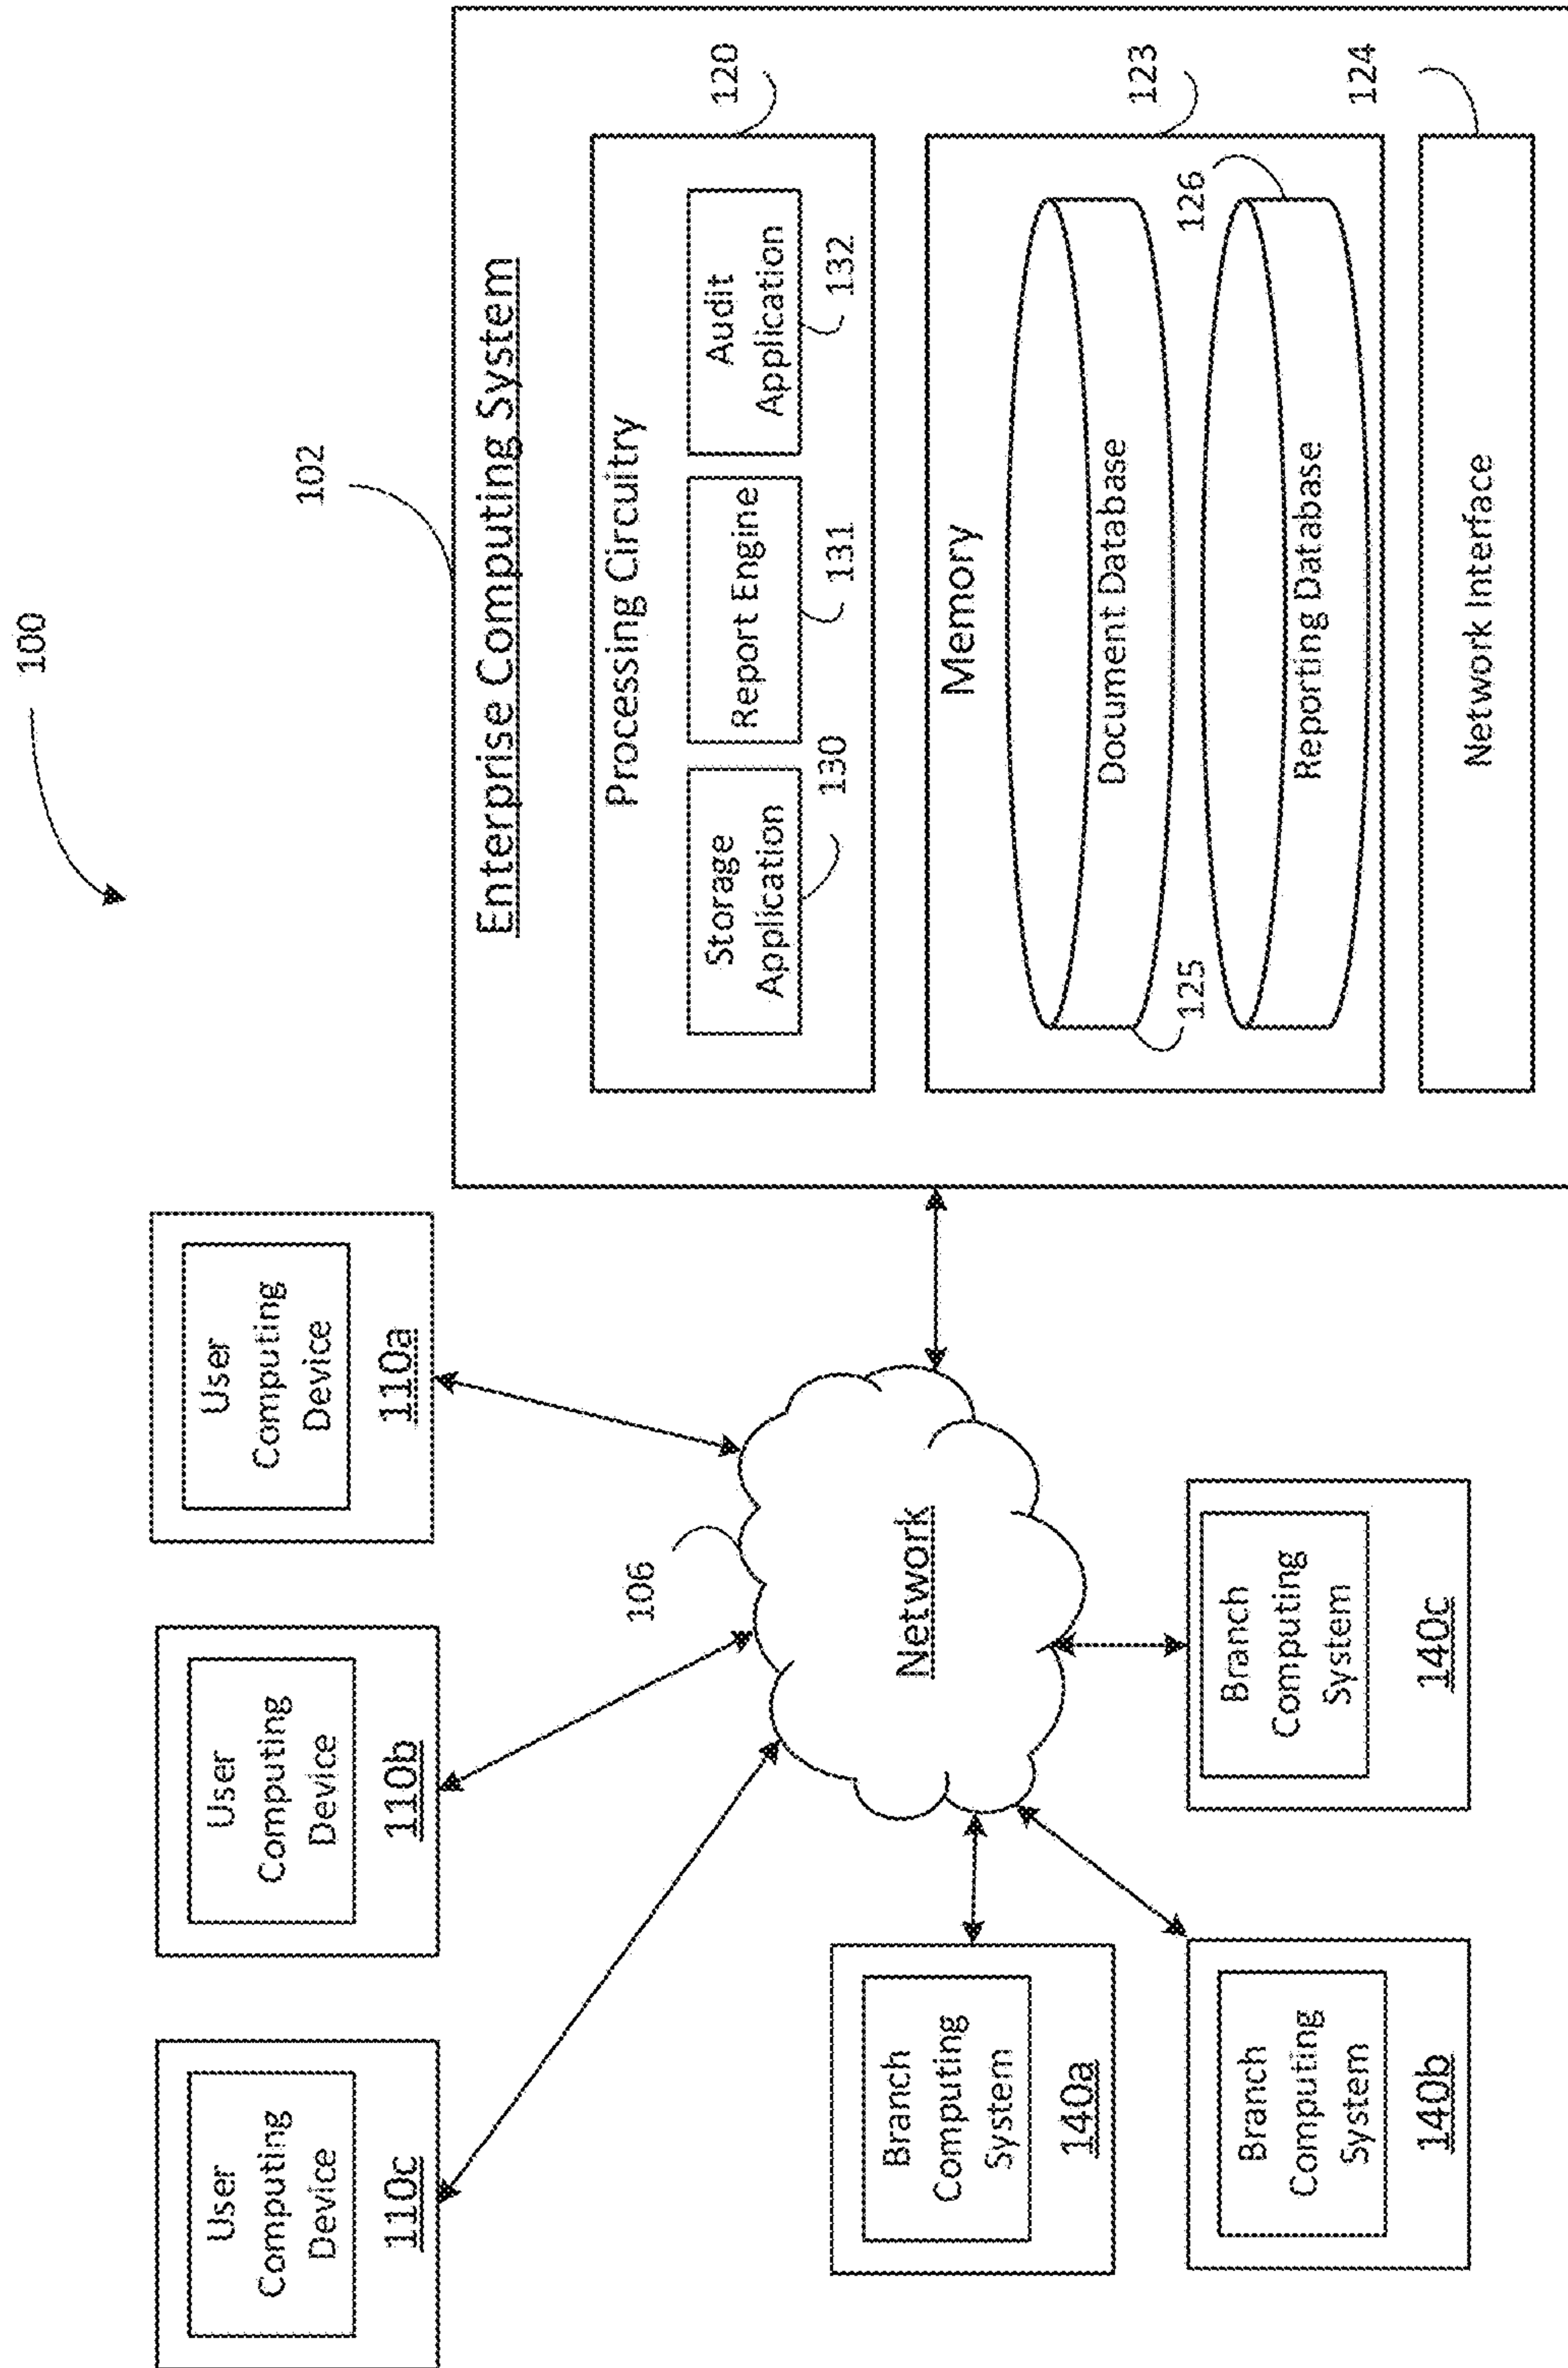 100
User
Computing
Device
110c
User
Computing
Device
110b
User
Computing
Device
110a
102
Enterprise Computing System
Processing Circuitry
120
Storage
Application
130
Report Engine
131
Audit
Application
132
106
Network
Memory
123
Document Database
125
126
Reporting Database
124
Network Interface
Branch
Computing
System
140a
Branch
Computing
System
140b
Branch
Computing
System
140c